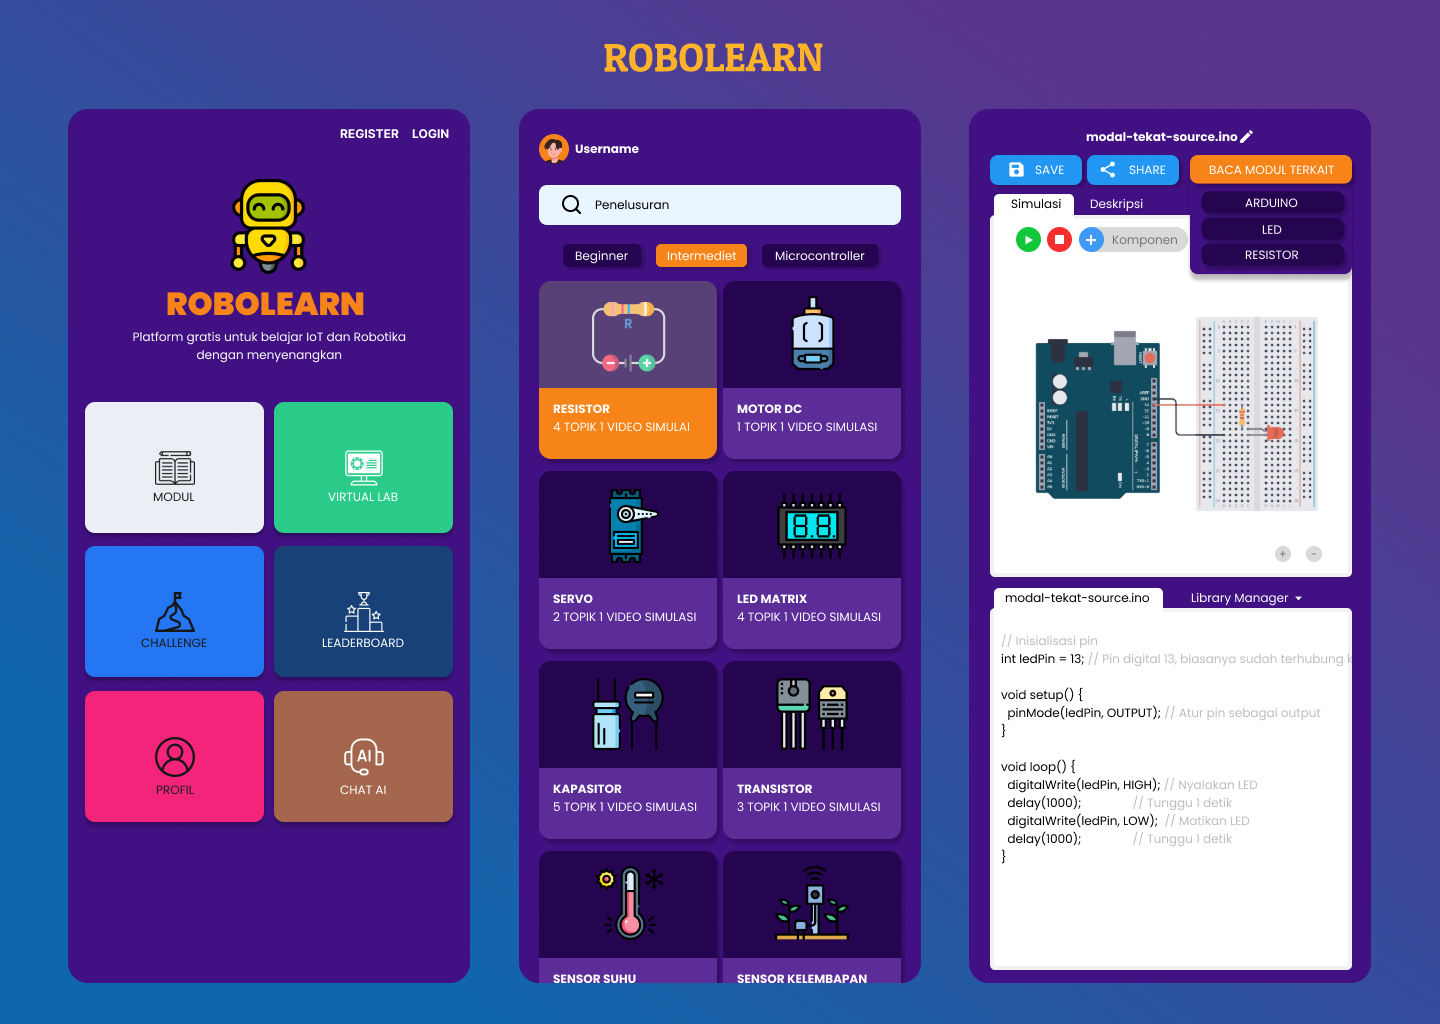 ROBOLEARN
REGISTER LOGIN
ROBOLEARN
Platform gratis untuk belajar IoT dan Robotika
dengan menyenangkan
MODUL
VIRTUAL LAB
CHALLENGE
LEADERBOARD
PROFIL
AI
CHAT AI
Username
Penelusuran
Beginner
Intermediet
Microcontroller
R
RESISTOR
4 TOPIK 1 VIDEO SIMULAI
MOTOR DC
1 TOPIK 1 VIDEO SIMULASI
SERVO
2 TOPIK 1 VIDEO SIMULASI
LED MATRIX
4 TOPIK 1 VIDEO SIMULASI
KAPASITOR
5 TOPIK 1 VIDEO SIMULASI
TRANSISTOR
3 TOPIK 1 VIDEO SIMULASI
SENSOR SUHU
SENSOR KELEMBAPAN
modal-tekat-source.ino
SAVE
SHARE
BACA MODUL TERKAIT
ARDUINO
LED
RESISTOR
Simulasi
Deskripsi
Komponen
modal-tekat-source.ino
Library Manager
// Inisialisasi pin
int ledPin = 13; // Pin digital 13, biasanya sudah terhubung k
void setup() {
pinMode(ledPin, OUTPUT); // Atur pin sebagai output
}
void loop() {
digitalWrite(ledPin, HIGH); // Nyalakan LED
delay(1000); // Tunggu 1 detik
digitalWrite(ledPin, LOW); // Matikan LED
delay(1000); // Tunggu 1 detik
}